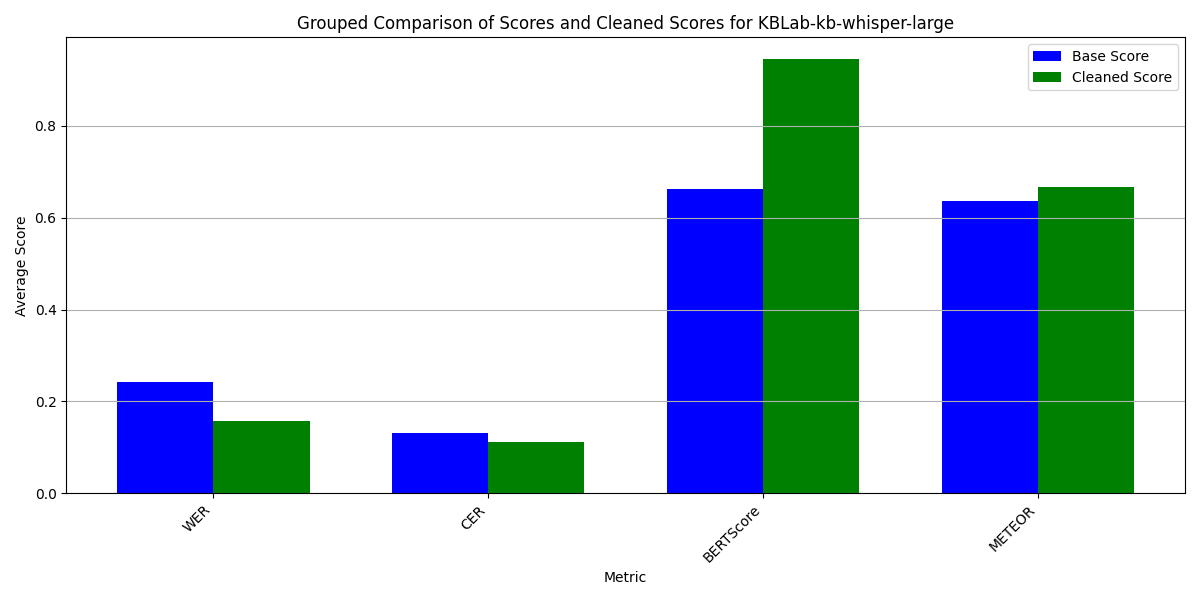 Grouped Comparison of Scores and Cleaned Scores for KBLab-kb-whisper-large
Base Score
Cleaned Score
Average Score
0.8
0.6
0.4
0.2
0.0
WER
CER
BERTScore
METEOR
Metric